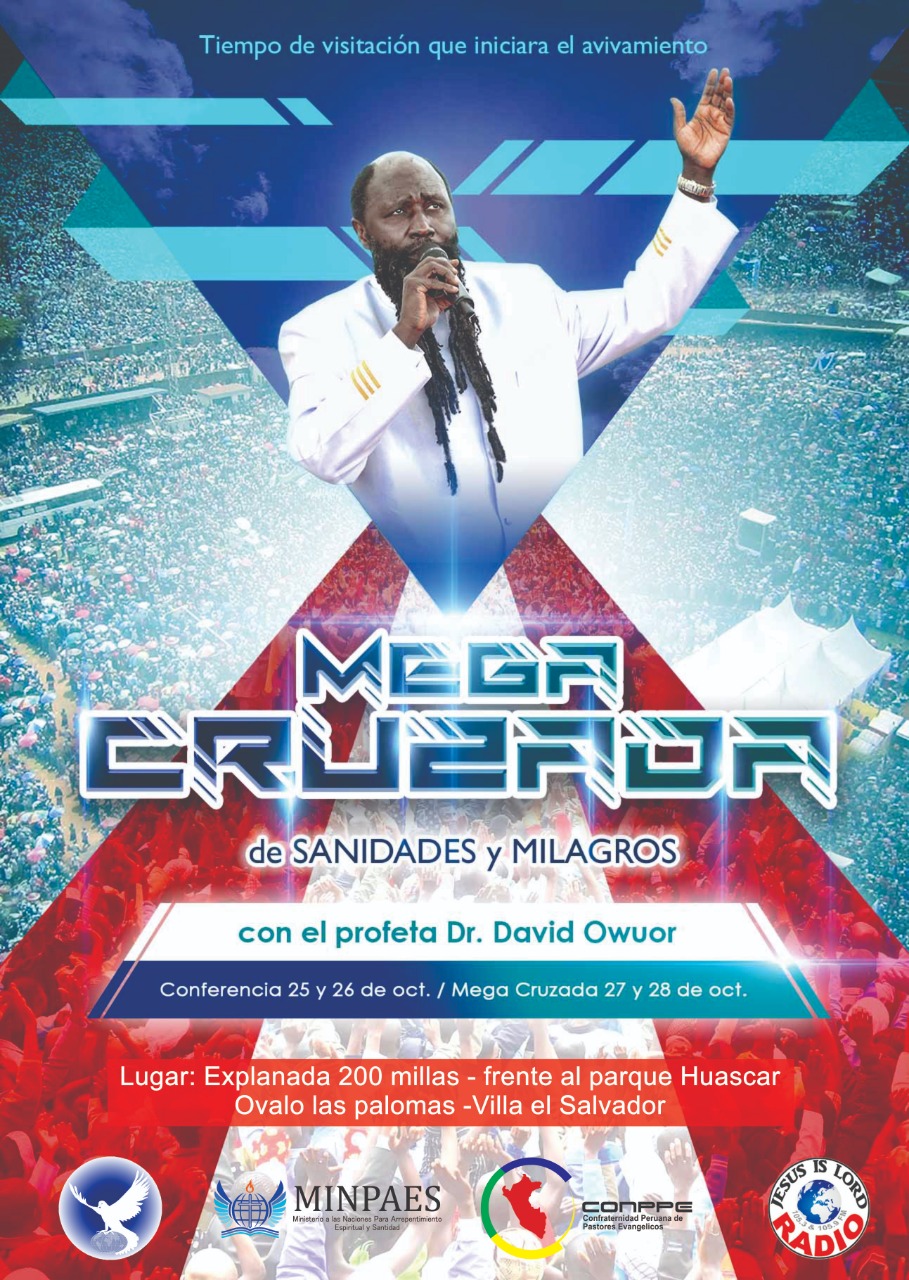 Tiempo de visitación que iniciara el avivamiento
MEGA
CRUZADA
de SANIDADES y MILAGROS
con el profeta Dr. David Owuor
Conferencia 25 y 26 de oct. / Mega Cruzada 27 y 28 de oct.
Lugar: Explanada 200 millas - frente al parque Huascar
Ovalo las palomas -Villa el Salvador
MINPAES
Ministerio a las Naciones Para Arrepentimiento
Espiritual y Santidad
CONPPE
Confraternidad Peruana de
Pastores Evangelicos
JESUS IS LORD
RADIO